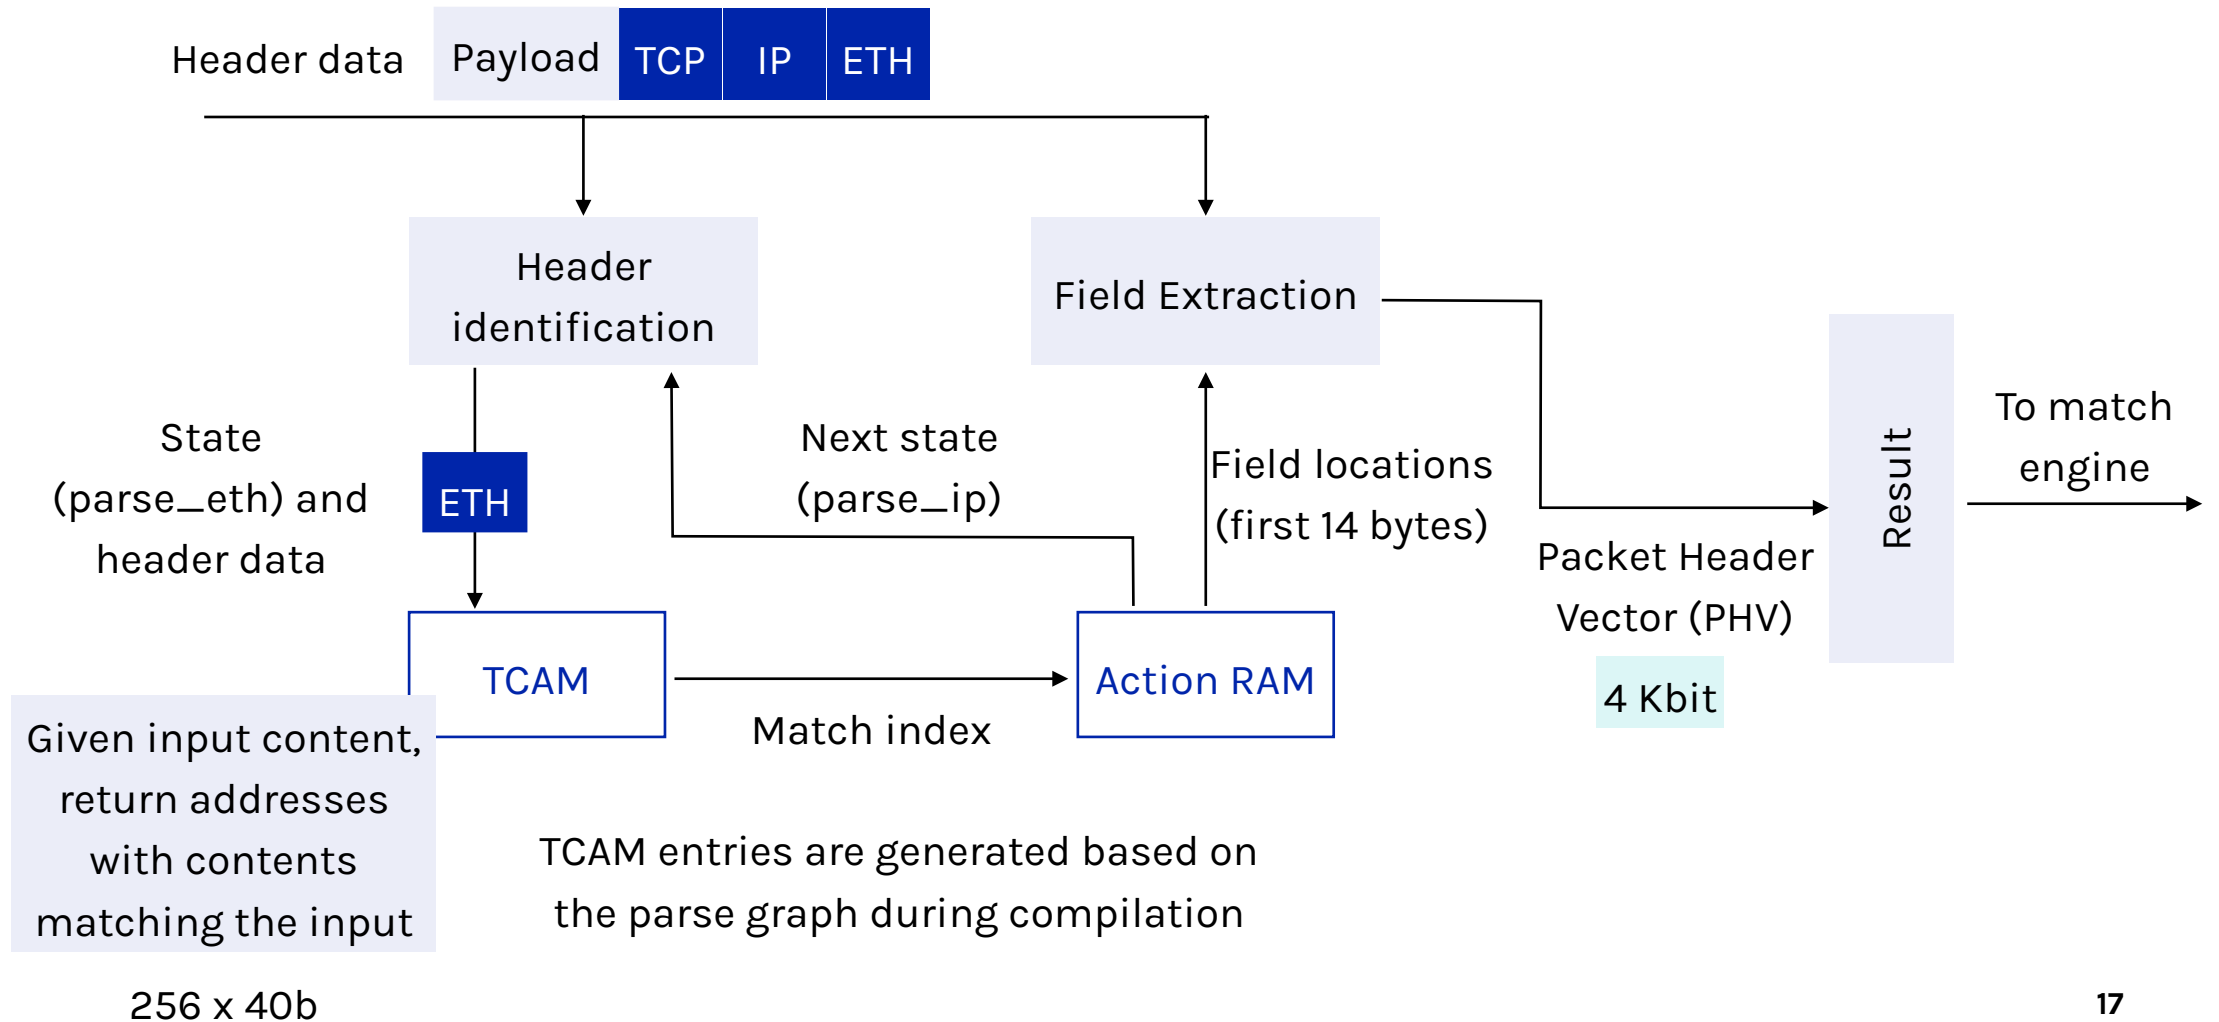 Header data
Payload
TCP
IP
ETH
Header
identification
Field Extraction
State
(parse_eth) and
header data
ETH
Next state
(parse_ip)
Field locations
(first 14 bytes)
Result
To match
engine
Packet Header
Vector (PHV)
4 Kbit
TCAM
Match index
Action RAM
Given input content,
return addresses
with contents
matching the input
256 x 40b
TCAM entries are generated based on
the parse graph during compilation
17